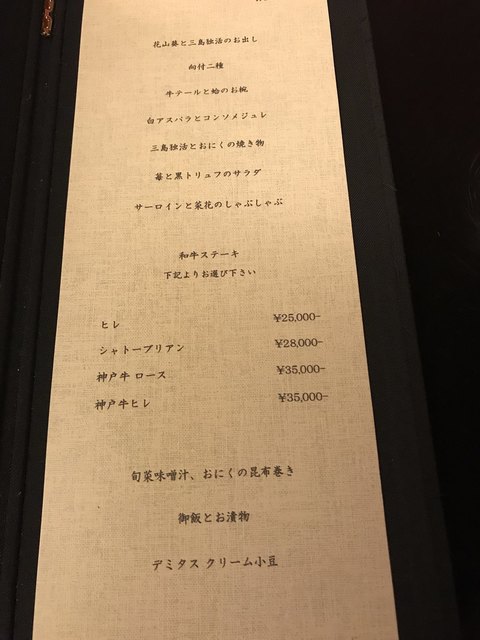 花山葵と三島独活のお出し
向付二種
牛テールと蛤のお椀
白アスパラとコンソメジュレ
三島独活とおにくの焼き物
苺と黒トリュフのサラダ
サーロインと菜花のしゃぶしゃぶ
和牛ステーキ
下記よりお選び下さい
ヒレ ¥25,000-
シャトーブリアン ¥28,000-
神戸牛 ロース ¥35,000-
神戸牛ヒレ ¥35,000-
旬菜味噌汁、おにくの昆布巻き
御飯とお漬物
デミタス クリーム小豆